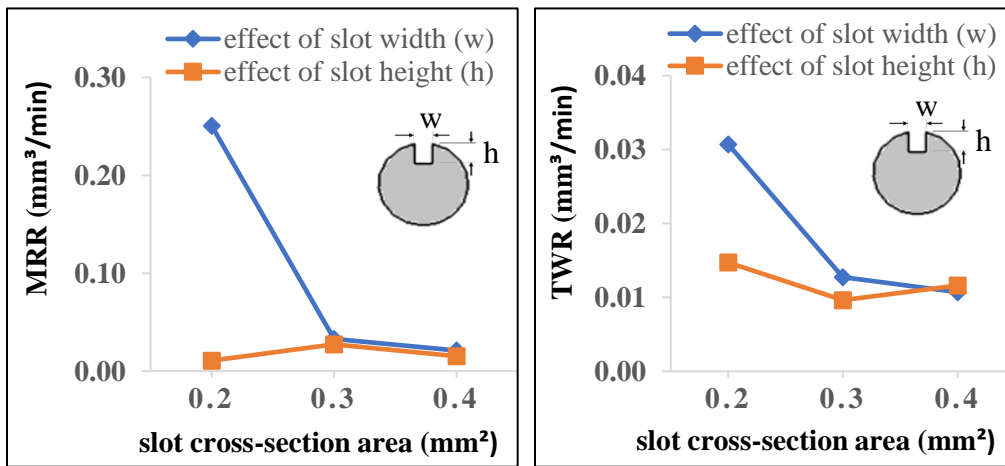 effect of slot width (w)
effect of slot height (h)
MRR (mm³/min)
0.30
0.20
0.10
0.00
w
h
0.2 0.3 0.4
slot cross-section area (mm²)
effect of slot width (w)
effect of slot height (h)
TWR (mm³/min)
0.04
0.03
0.02
0.01
0.00
w
h
0.2 0.3 0.4
slot cross-section area (mm²)